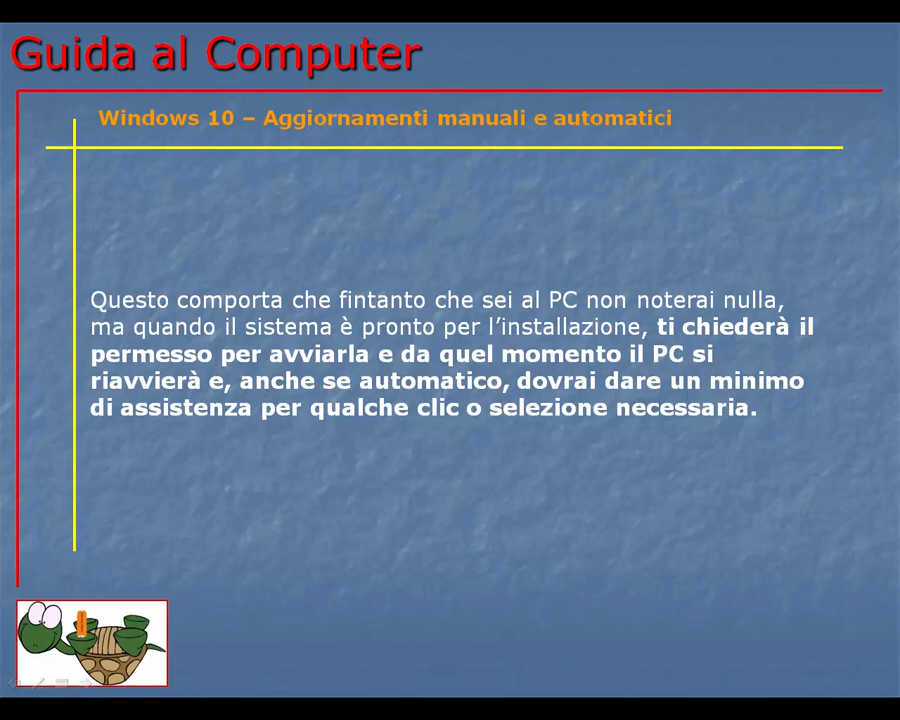 Guida al Computer
Windows 10 – Aggiornamenti manuali e automatici
Questo comporta che fintanto che sei al PC non noterai nulla,
ma quando il sistema è pronto per l’installazione, ti chiederà il
permesso per avviarla e da quel momento il PC si
riavvierà e, anche se automatico, dovrai dare un minimo
di assistenza per qualche clic o selezione necessaria.